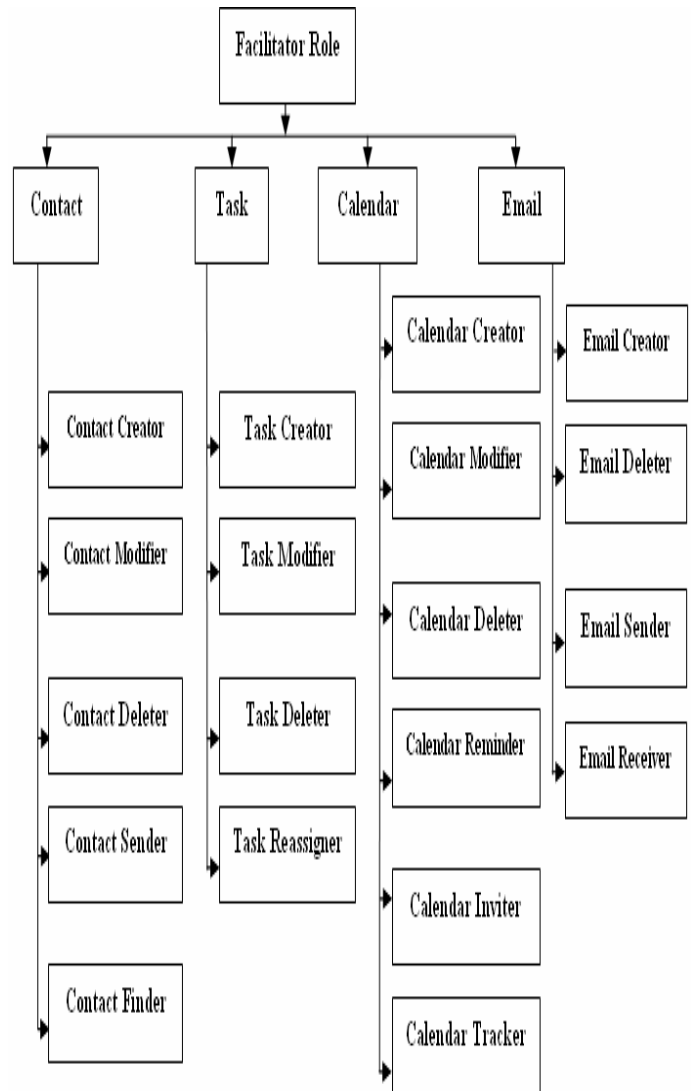 Facilitator Role
Contact
Task
Calendar
Email
Contact Creator
Contact Modifier
Contact Deleter
Contact Sender
Contact Finder
Task Creator
Task Modifier
Task Deleter
Task Reassigner
Calendar Creator
Calendar Modifier
Calendar Deleter
Calendar Reminder
Calendar Inviter
Calendar Tracker
Email Creator
Email Deleter
Email Sender
Email Receiver